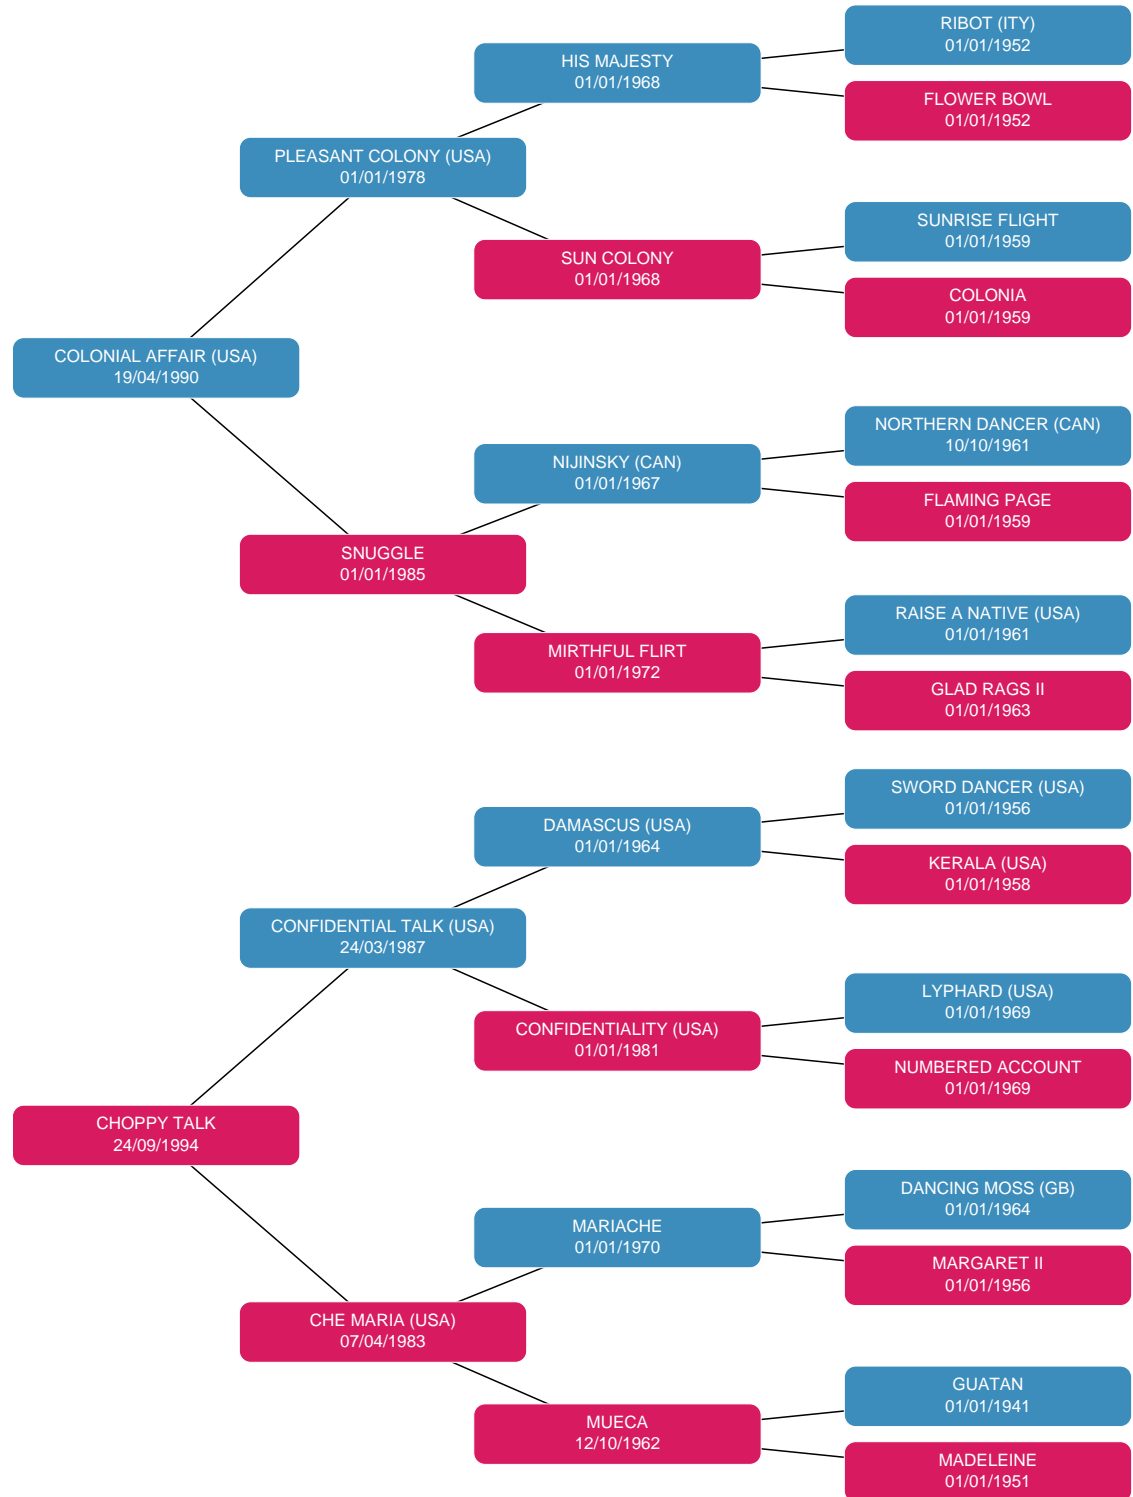 RIBOT (ITY)
01/01/1952
HIS MAJESTY
01/01/1968
FLOWER BOWL
01/01/1952
PLEASANT COLONY (USA)
01/01/1978
SUNRISE FLIGHT
01/01/1959
SUN COLONY
01/01/1968
COLONIA
01/01/1959
COLONIAL AFFAIR (USA)
19/04/1990
NORTHERN DANCER (CAN)
10/10/1961
NIJINSKY (CAN)
01/01/1967
FLAMING PAGE
01/01/1959
SNUGGLE
01/01/1985
RAISE A NATIVE (USA)
01/01/1961
MIRTHFUL FLIRT
01/01/1972
GLAD RAGS II
01/01/1963
SWORD DANCER (USA)
01/01/1956
DAMASCUS (USA)
01/01/1964
KERALA (USA)
01/01/1958
CONFIDENTIAL TALK (USA)
24/03/1987
LYPHARD (USA)
01/01/1969
CONFIDENTIALITY (USA)
01/01/1981
NUMBERED ACCOUNT
01/01/1969
CHOPPY TALK
24/09/1994
DANCING MOSS (GB)
01/01/1964
MARIACHE
01/01/1970
MARGARET II
01/01/1956
CHE MARIA (USA)
07/04/1983
GUATAN
01/01/1941
MUECA
12/10/1962
MADELEINE
01/01/1951